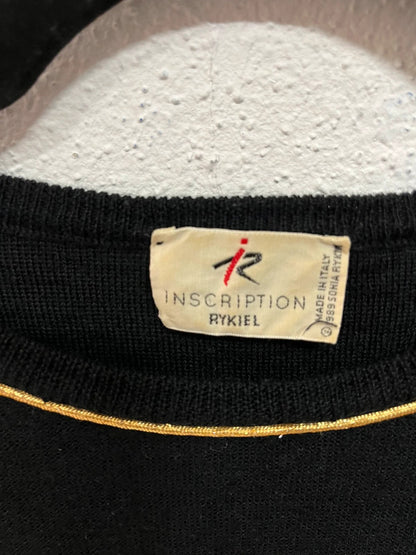 iR
INSCRIPTION
RYKIEL
MADE IN ITALY
1989 SONIA RYKIEL